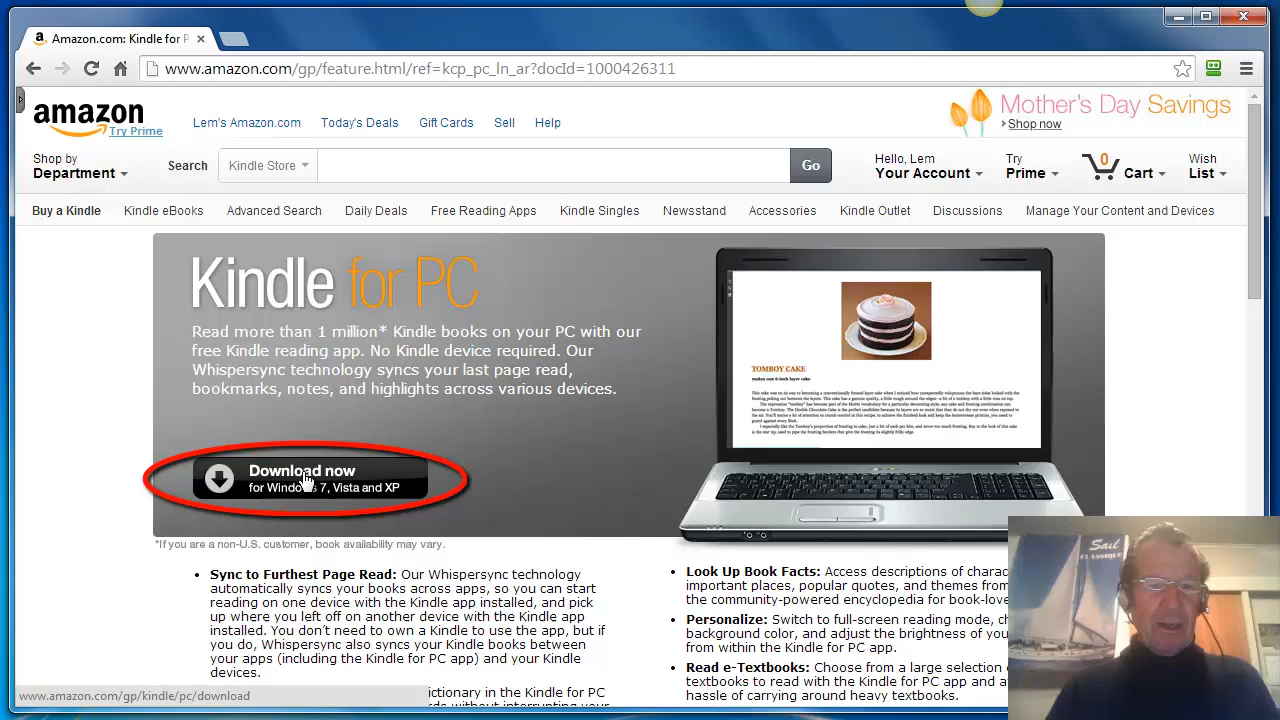 Amazon.com: Kindle for P
www.amazon.com/gp/feature.html/ref=kcp_pc_ln_ar?docId=1000426311
amazon
Try Prime
Lem's Amazon.com
Today's Deals
Gift Cards
Sell
Help
Mother's Day Savings
Shop now
Shop by
Department
Search
Kindle Store
Go
Hello, Lem
Your Account
Try
Prime
0
Cart
Wish
List
Buy a Kindle
Kindle eBooks
Advanced Search
Daily Deals
Free Reading Apps
Kindle Singles
Newsstand
Accessories
Kindle Outlet
Discussions
Manage Your Content and Devices
Kindle for PC
Read more than 1 million* Kindle books on your PC with our
free Kindle reading app. No Kindle device required. Our
Whispersync technology syncs your last page read,
bookmarks, notes, and highlights across various devices.
TOMBOY CAKE
makes one 6-inch layer cake
Download now
for Windows 7, Vista and XP
*If you are a non-U.S. customer, book availability may vary.
• Sync to Furthest Page Read: Our Whispersync technology
automatically syncs your books across apps, so you can start
reading on one device with the Kindle app installed, and pick
up where you left off on another device with the Kindle app
installed. You don't need to own a Kindle to use the app, but if
you do, Whispersync also syncs your Kindle books between
your apps (including the Kindle for PC app) and your Kindle
devices.
ictionary in the Kindle for PC
• Look Up Book Facts: Access descriptions of charac
important places, popular quotes, and themes from
the community-powered encyclopedia for book-love
• Personalize: Switch to full-screen reading mode, ch
background color, and adjust the brightness of you
from within the Kindle for PC app.
• Read e-Textbooks: Choose from a large selection
textbooks to read with the Kindle for PC app and a
hassle of carrying around heavy textbooks.
www.amazon.com/gp/kindle/pc/download
Sail
CLASSIQUE